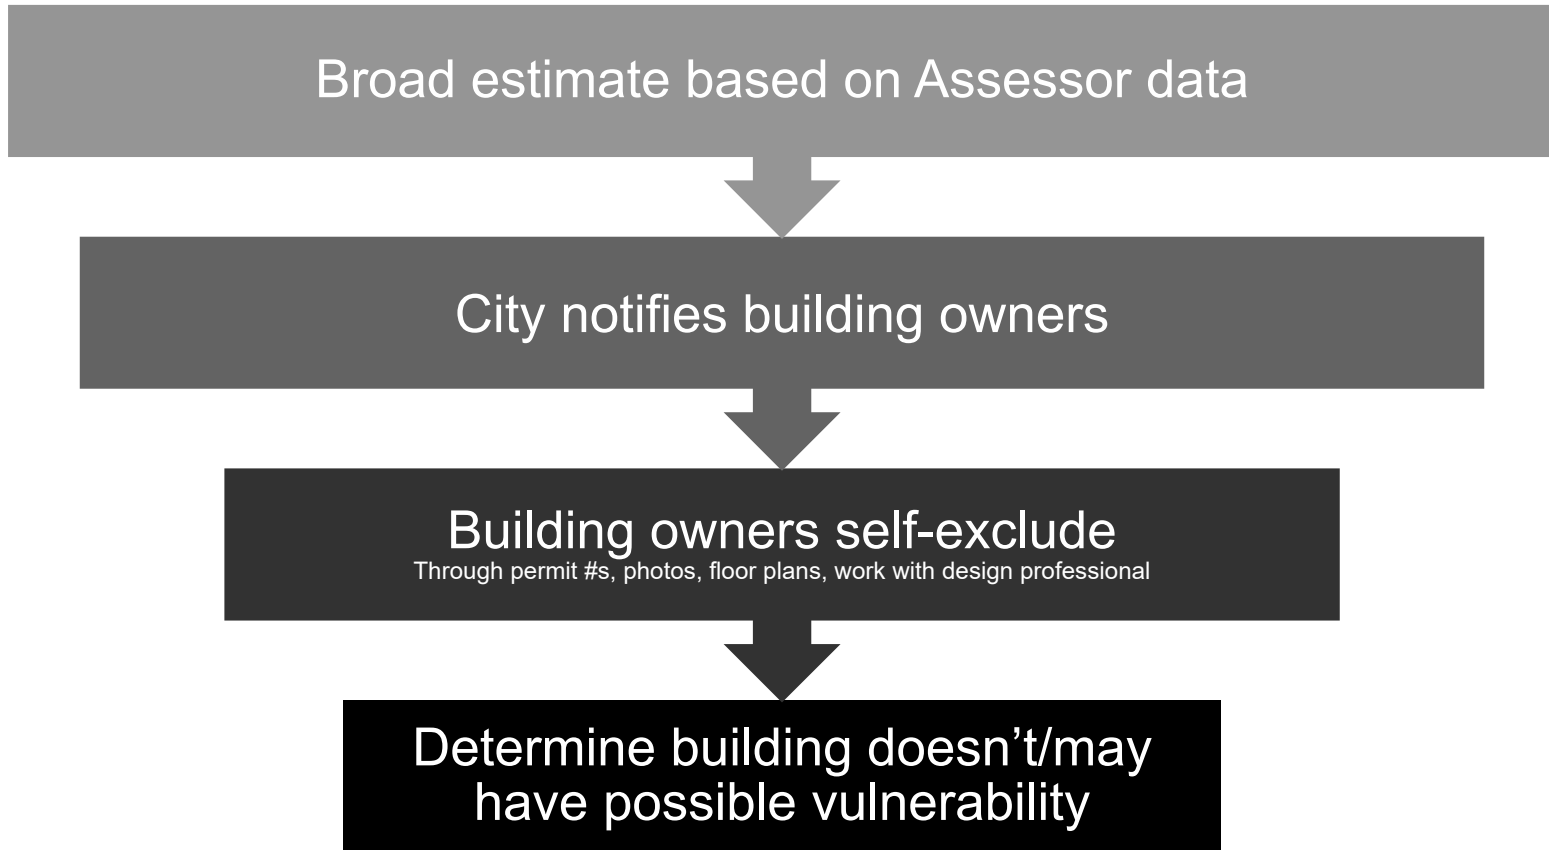 Broad estimate based on Assessor data
City notifies building owners
Building owners self-exclude
Through permit #s, photos, floor plans, work with design professional
Determine building doesn’t/may
have possible vulnerability